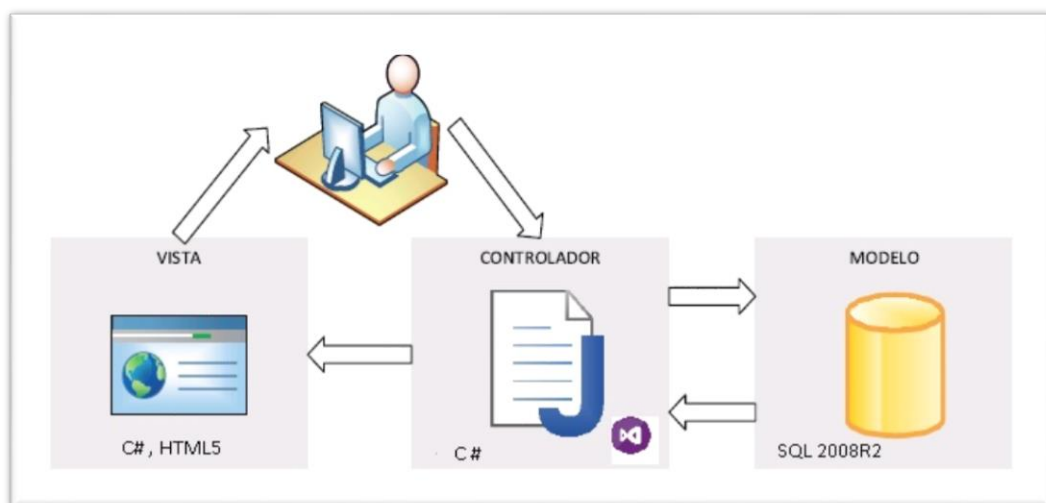 VISTA
CONTROLADOR
MODELO
C# , HTML5
C #
SQL 2008R2